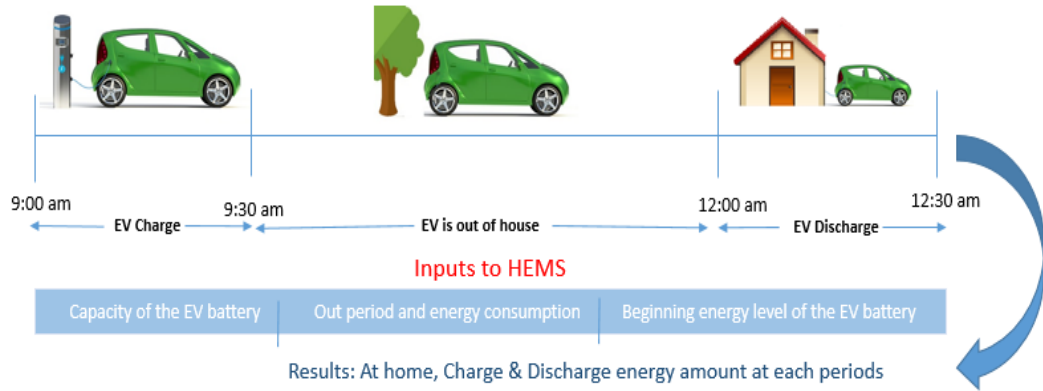 9:00 am
9:30 am
12:00 am
12:30 am
EV Charge
EV is out of house
EV Discharge
Inputs to HEMS
Capacity of the EV battery
Out period and energy consumption
Beginning energy level of the EV battery
Results: At home, Charge & Discharge energy amount at each periods